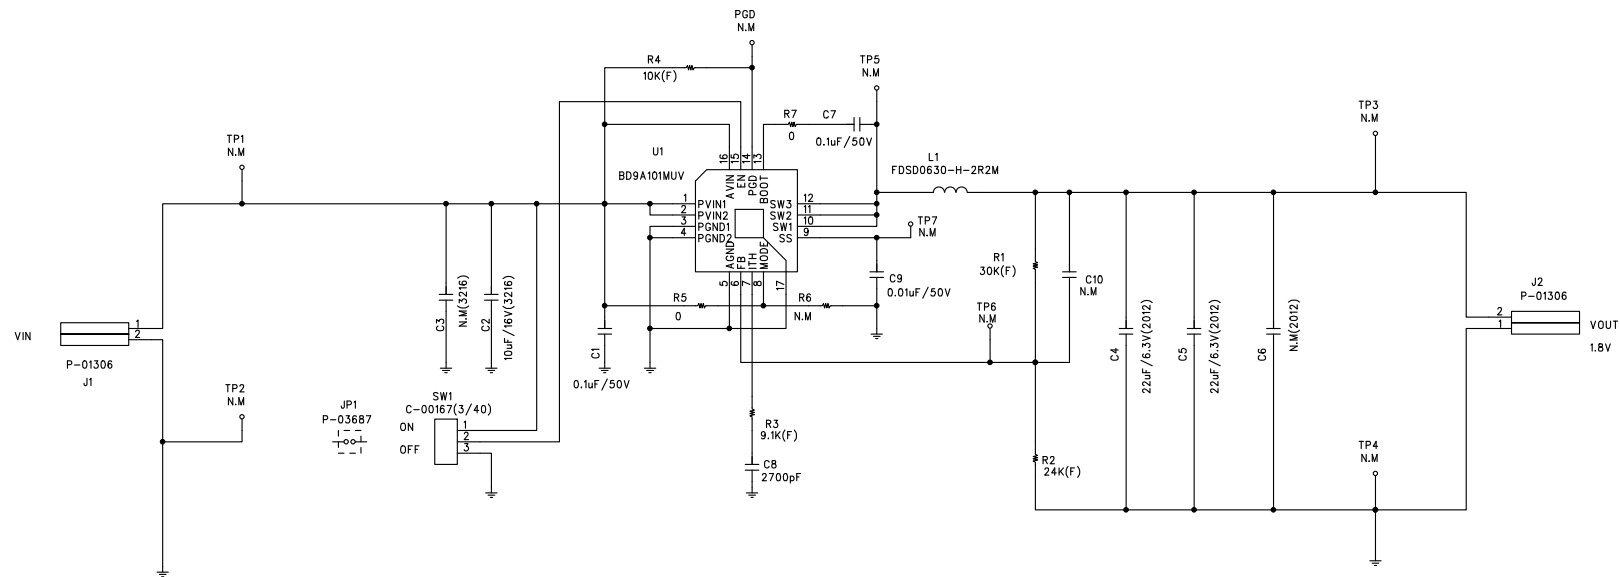 PGD
N.M
R4
10K(F)
TP5
N.M
R7
0
C7
0.1uF/50V
TP3
N.M
TP1
N.M
U1
BD9A101MUV
L1
FDSD0630-H-2R2M
16
15
14
13
AVIN
EN
PGD
BOOT
1
2
3
4
PVIN1
PVIN2
PGND1
PGND2
SW3
SW2
SW1
SS
12
11
10
9
AGND
FB
ITH
MODE
5
6
7
8
17
TP7
N.M
C9
0.01uF/50V
R5
0
R6
N.M
R1
30K(F)
C10
N.M
TP6
N.M
C3
N.M(3216)
C2
10uF/16V(3216)
C1
0.1uF/50V
C4
22uF/6.3V(2012)
C5
22uF/6.3V(2012)
C6
N.M(2012)
J2
P-01306
2
1
VOUT
1.8V
VIN
1
2
P-01306
J1
TP2
N.M
JP1
P-03687
SW1
C-00167(3/40)
ON
OFF
1
2
3
R3
9.1K(F)
C8
2700pF
R2
24K(F)
TP4
N.M